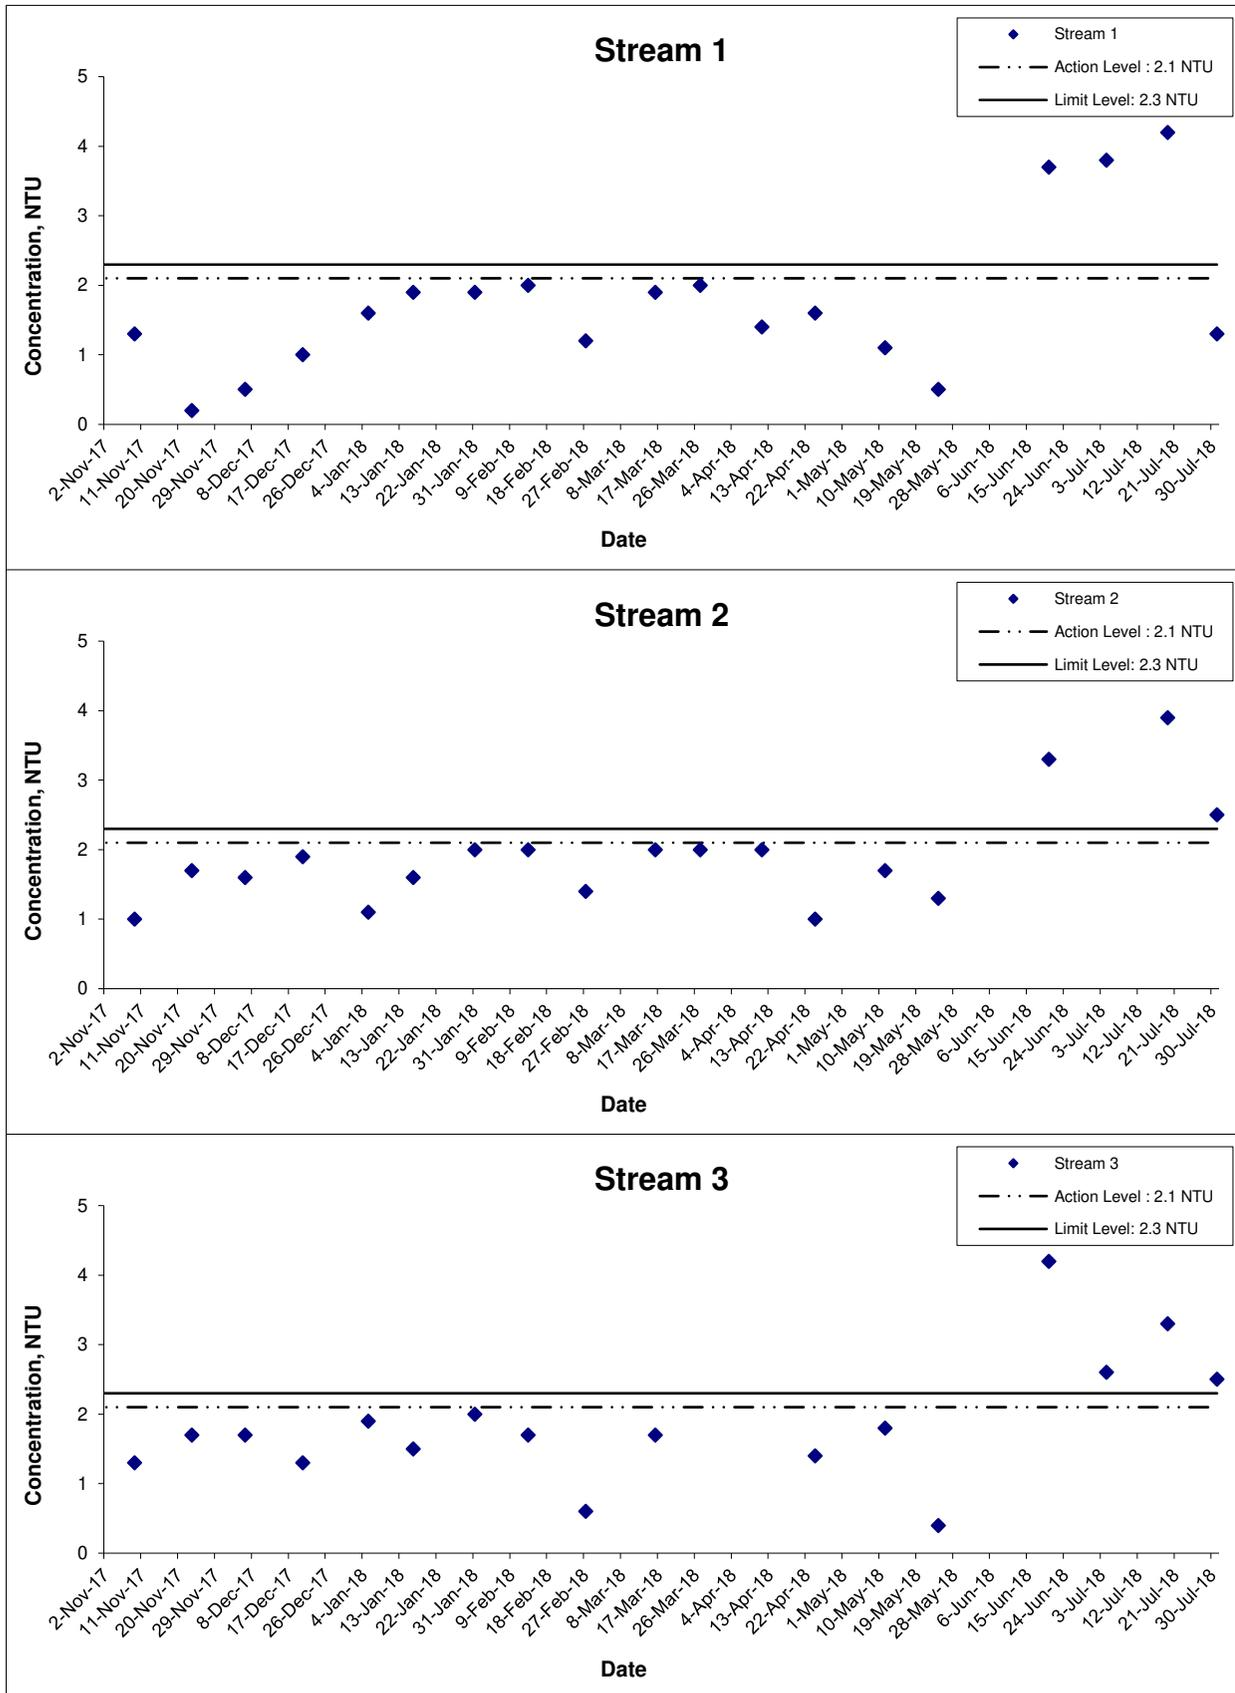 Stream 1
Stream 1
Action Level : 2.1 NTU
Limit Level: 2.3 NTU
Concentration, NTU
5
4
3
2
1
0
2-Nov-17
11-Nov-17
20-Nov-17
29-Nov-17
8-Dec-17
17-Dec-17
26-Dec-17
4-Jan-18
13-Jan-18
22-Jan-18
31-Jan-18
9-Feb-18
18-Feb-18
27-Feb-18
8-Mar-18
17-Mar-18
26-Mar-18
4-Apr-18
13-Apr-18
22-Apr-18
1-May-18
10-May-18
19-May-18
28-May-18
6-Jun-18
15-Jun-18
24-Jun-18
3-Jul-18
12-Jul-18
21-Jul-18
30-Jul-18
Date
Stream 2
Stream 2
Action Level : 2.1 NTU
Limit Level: 2.3 NTU
Concentration, NTU
5
4
3
2
1
0
2-Nov-17
11-Nov-17
20-Nov-17
29-Nov-17
8-Dec-17
17-Dec-17
26-Dec-17
4-Jan-18
13-Jan-18
22-Jan-18
31-Jan-18
9-Feb-18
18-Feb-18
27-Feb-18
8-Mar-18
17-Mar-18
26-Mar-18
4-Apr-18
13-Apr-18
22-Apr-18
1-May-18
10-May-18
19-May-18
28-May-18
6-Jun-18
15-Jun-18
24-Jun-18
3-Jul-18
12-Jul-18
21-Jul-18
30-Jul-18
Date
Stream 3
Stream 3
Action Level : 2.1 NTU
Limit Level: 2.3 NTU
Concentration, NTU
5
4
3
2
1
0
2-Nov-17
11-Nov-17
20-Nov-17
29-Nov-17
8-Dec-17
17-Dec-17
26-Dec-17
4-Jan-18
13-Jan-18
22-Jan-18
31-Jan-18
9-Feb-18
18-Feb-18
27-Feb-18
8-Mar-18
17-Mar-18
26-Mar-18
4-Apr-18
13-Apr-18
22-Apr-18
1-May-18
10-May-18
19-May-18
28-May-18
6-Jun-18
15-Jun-18
24-Jun-18
3-Jul-18
12-Jul-18
21-Jul-18
30-Jul-18
Date